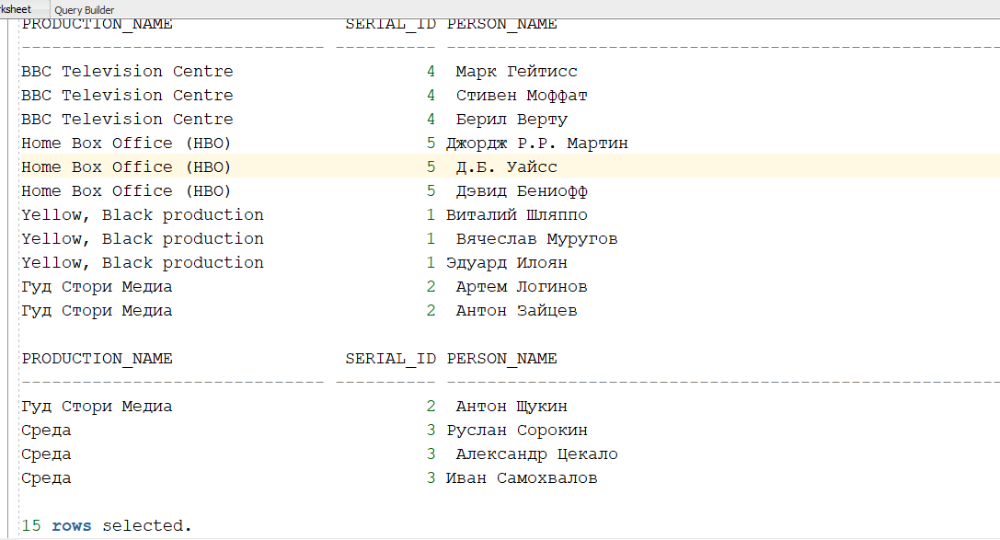 rksheet Query Builder
PRODUCTION_NAME SERIAL_ID PERSON_NAME
BBC Television Centre 4 Марк Гейтисс
BBC Television Centre 4 Стивен Моффат
BBC Television Centre 4 Берил Верту
Home Box Office (HBO) 5 Джордж Р.Р. Мартин
Home Box Office (HBO) 5 Д.Б. Уайсс
Home Box Office (HBO) 5 Дэвид Бениофф
Yellow, Black production 1 Виталий Шляппо
Yellow, Black production 1 Вячеслав Муругов
Yellow, Black production 1 Эдуард Илоян
Гуд Стори Медиа 2 Артем Логинов
Гуд Стори Медиа 2 Антон Зайцев
PRODUCTION_NAME SERIAL_ID PERSON_NAME
Гуд Стори Медиа 2 Антон Щукин
Среда 3 Руслан Сорокин
Среда 3 Александр Цекало
Среда 3 Иван Самохвалов
15 rows selected.